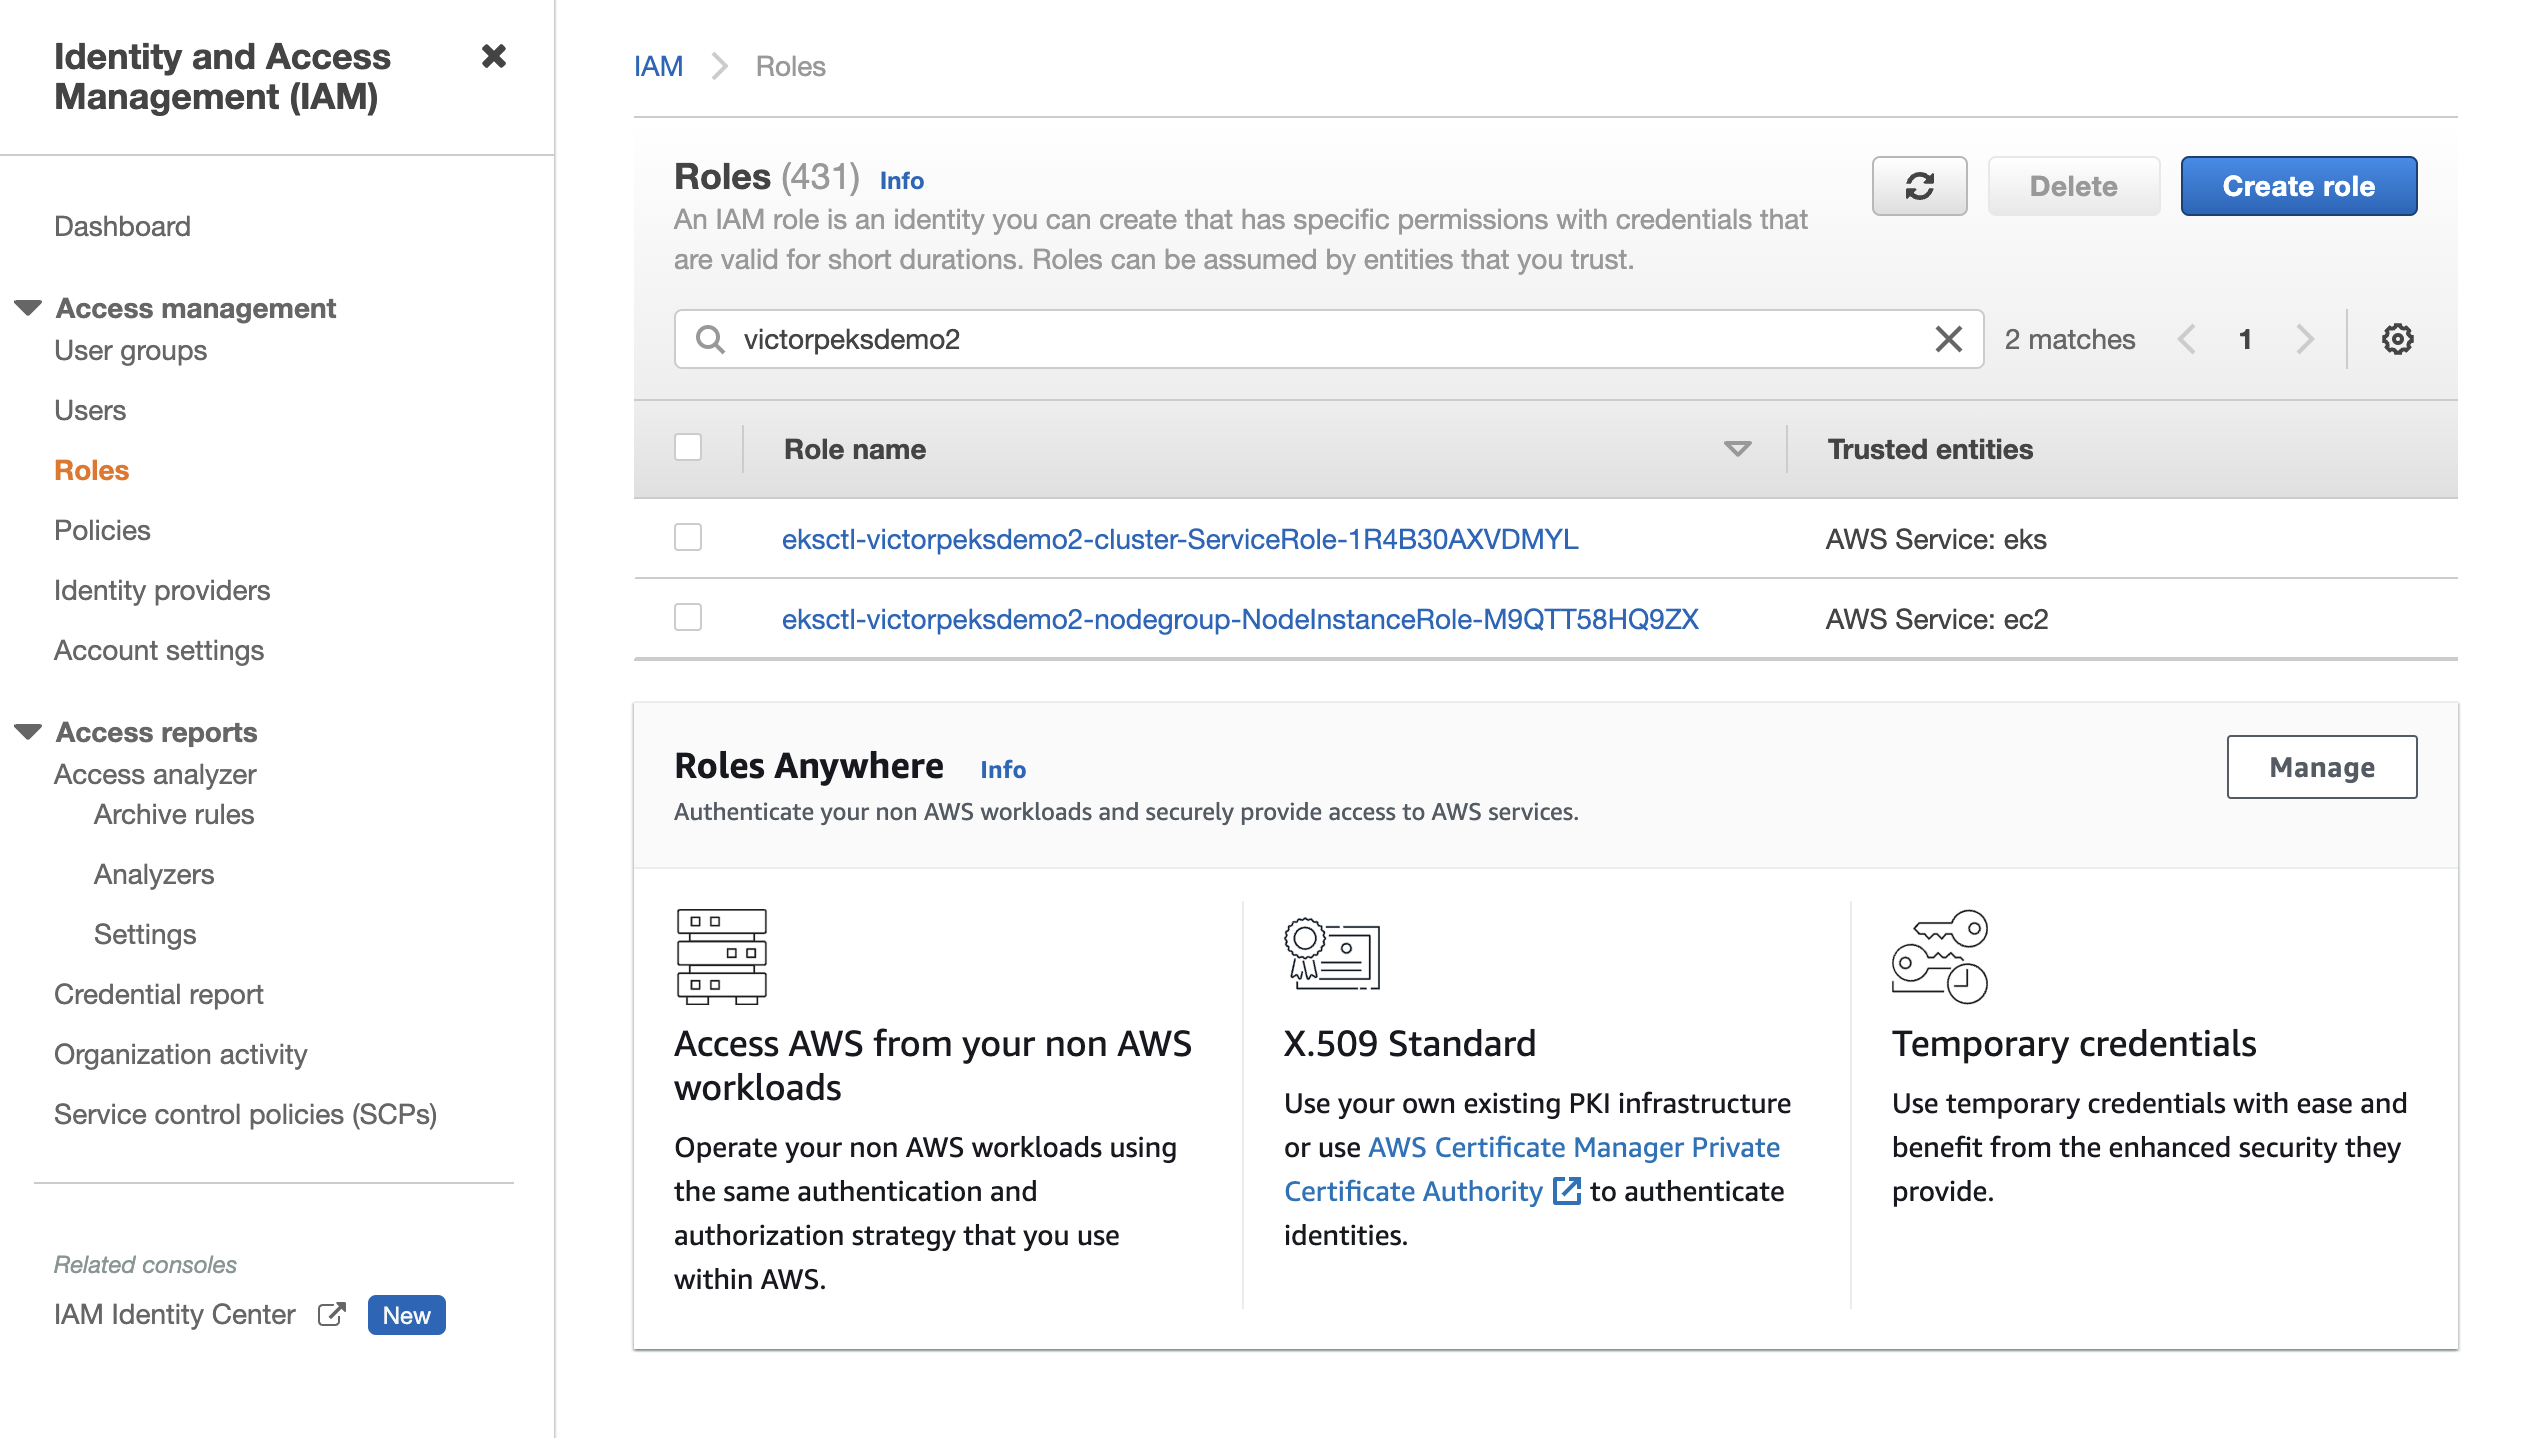 Identity and Access
Management (IAM)
Dashboard
Access management
User groups
Users
Roles
Policies
Identity providers
Account settings
Access reports
Access analyzer
Archive rules
Analyzers
Settings
Credential report
Organization activity
Service control policies (SCPs)
Related consoles
IAM Identity Center New
IAM Roles
Roles (431) Info
Delete
Create role
An IAM role is an identity you can create that has specific permissions with credentials that
are valid for short durations. Roles can be assumed by entities that you trust.
victorpeksdemo2
2 matches
1
Role name Trusted entities
eksctl-victorpeksdemo2-cluster-ServiceRole-1R4B30AXVDMYL AWS Service: eks
eksctl-victorpeksdemo2-nodegroup-NodeInstanceRole-M9QTT58HQ9ZX AWS Service: ec2
Roles Anywhere Info
Manage
Authenticate your non AWS workloads and securely provide access to AWS services.
Access AWS from your non AWS
workloads
Operate your non AWS workloads using
the same authentication and
authorization strategy that you use
within AWS.
X.509 Standard
Use your own existing PKI infrastructure
or use AWS Certificate Manager Private
Certificate Authority to authenticate
identities.
Temporary credentials
Use temporary credentials with ease and
benefit from the enhanced security they
provide.